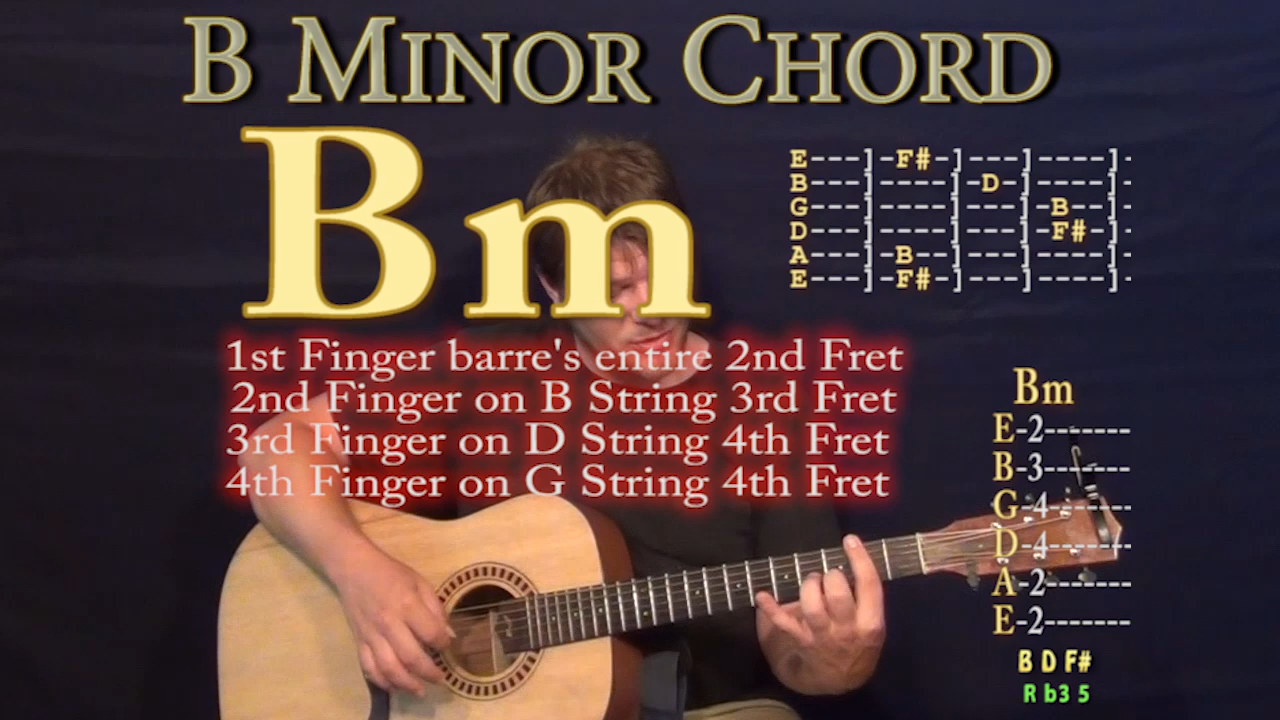 B Minor Chord
Bm
E---]-F#-]---]----]-
B---]----]-D-]----]-
G---]----]---]-B--]-
D---]----]---]-F#-]-
A---]-B--]---]----]-
E---]-F#-]---]----]-
1st Finger barre's entire 2nd Fret
2nd Finger on B String 3rd Fret
3rd Finger on D String 4th Fret
4th Finger on G String 4th Fret
Bm
E-2-------
B-3-------
G-4-------
D-4-------
A-2-------
E-2-------
B D F#
R b3 5